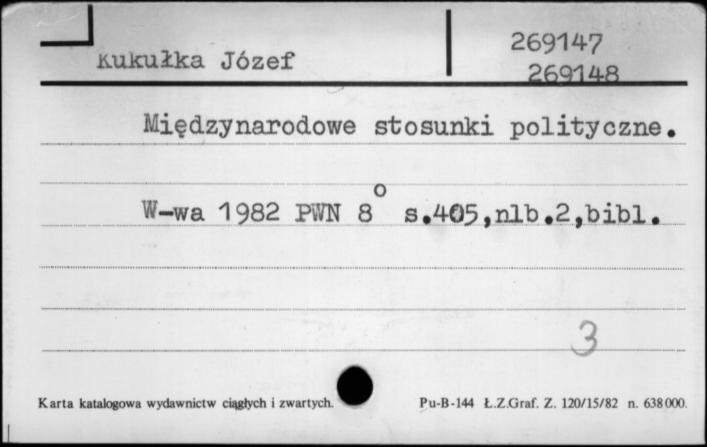 Kukułka Józef 269147
269148
Międzynarodowe stosunki polityczne.
W-wa 1982 PWN 8° s.405,nlb.2,bibl.
3
Karta katalogowa wydawnictw ciągłych i zwartych. Pu-B-144 Ł.Z.Graf. Z. 120/15/82 n. 638000.